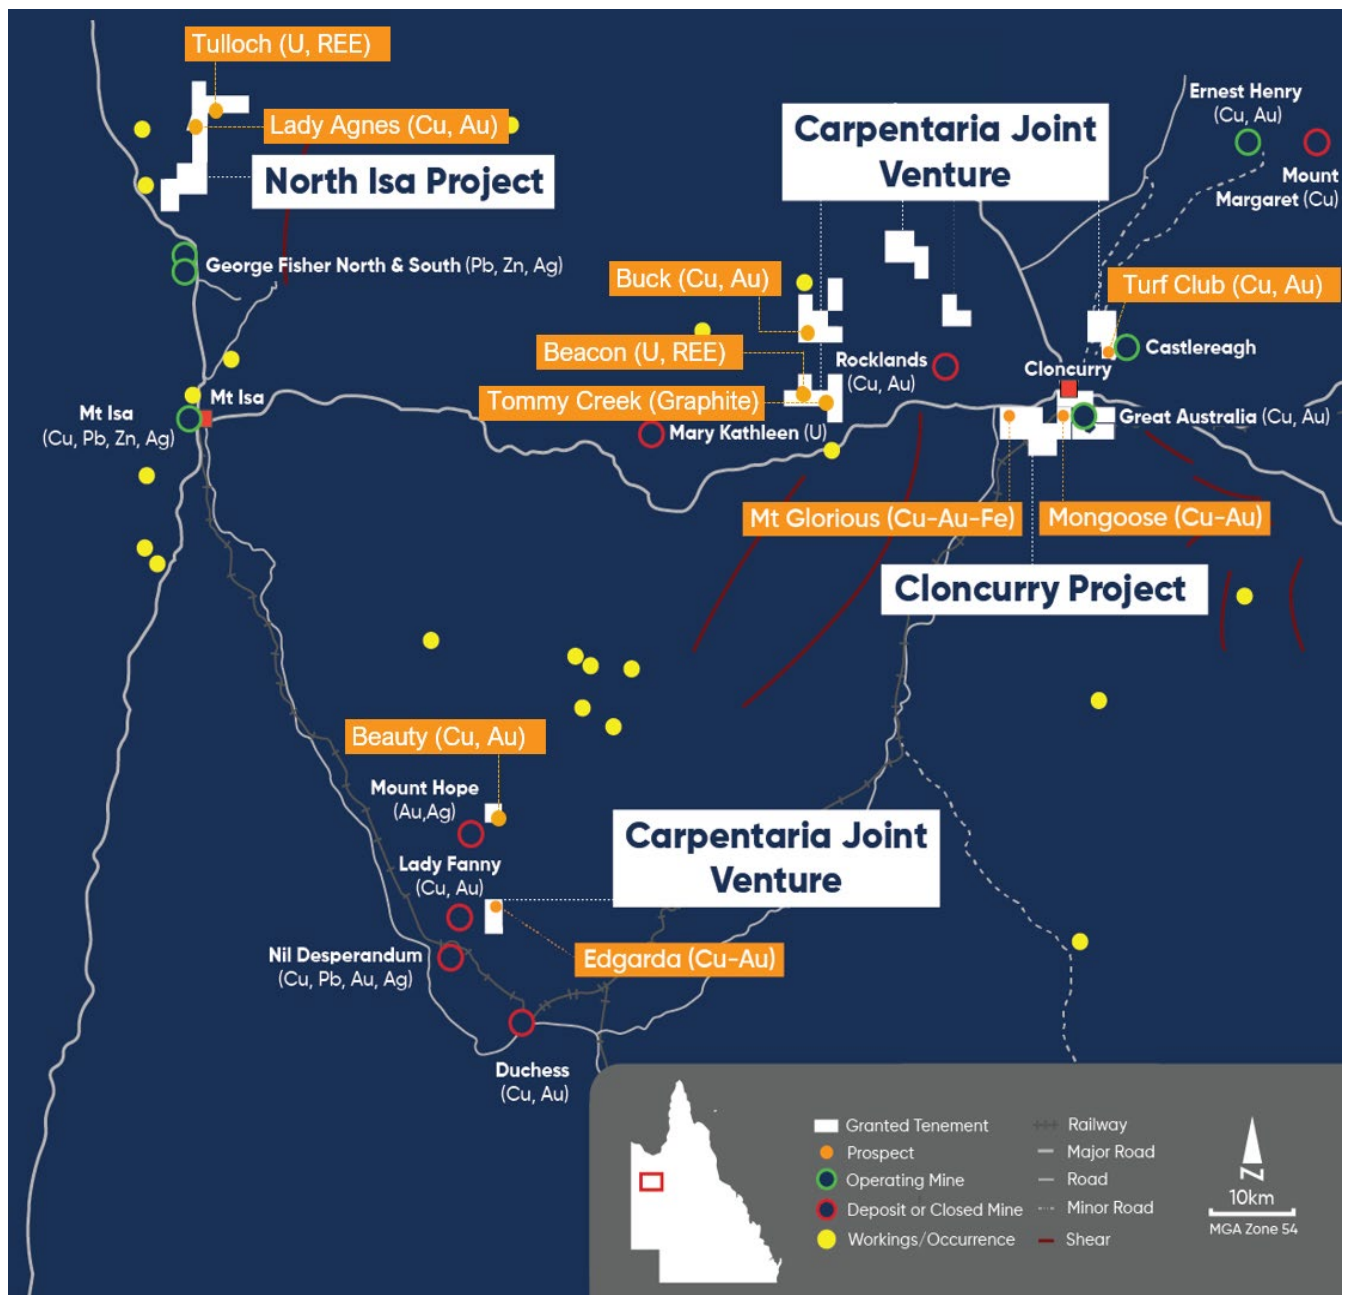 Tulloch (U, REE)
Lady Agnes (Cu, Au)
North Isa Project
George Fisher North & South (Pb, Zn, Ag)
Carpentaria Joint
Venture
Ernest Henry
(Cu, Au)
Mount
Margaret (Cu)
Buck (Cu, Au)
Turf Club (Cu, Au)
Beacon (U, REE)
Rocklands
(Cu, Au)
Castlereagh
Cloncurry
Tommy Creek (Graphite)
Mt Isa
Mt Isa
(Cu, Pb, Zn, Ag)
Mary Kathleen (U)
Great Australia (Cu, Au)
Mt Glorious (Cu-Au-Fe)
Mongoose (Cu-Au)
Cloncurry Project
Beauty (Cu, Au)
Mount Hope
(Au,Ag)
Carpentaria Joint
Venture
Lady Fanny
(Cu, Au)
Nil Desperandum
(Cu, Pb, Au, Ag)
Edgarda (Cu-Au)
Duchess
(Cu, Au)
Granted Tenement
Prospect
Operating Mine
Deposit or Closed Mine
Workings/Occurrence
Railway
Major Road
Road
Minor Road
Shear
N
10km
MGA Zone 54